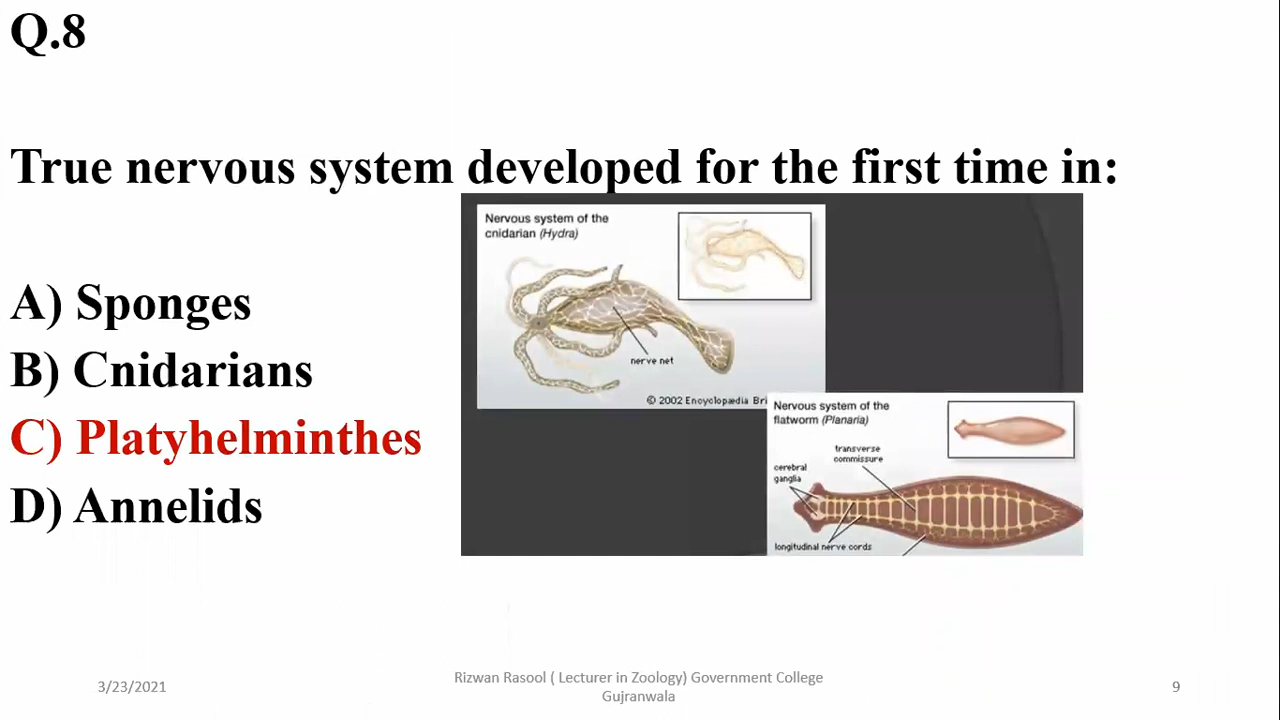 Q.8
True nervous system developed for the first time in:
A) Sponges
B) Cnidarians
C) Platyhelminthes
D) Annelids
Nervous system of the
cnidarian (Hydra)
nerve net
© 2002 Encyclopædia Bri
Nervous system of the
flatworm (Planaria)
transverse
commissure
cerebral
ganglia
longitudinal nerve cords
3/23/2021
Rizwan Rasool ( Lecturer in Zoology) Government College
Gujranwala
9